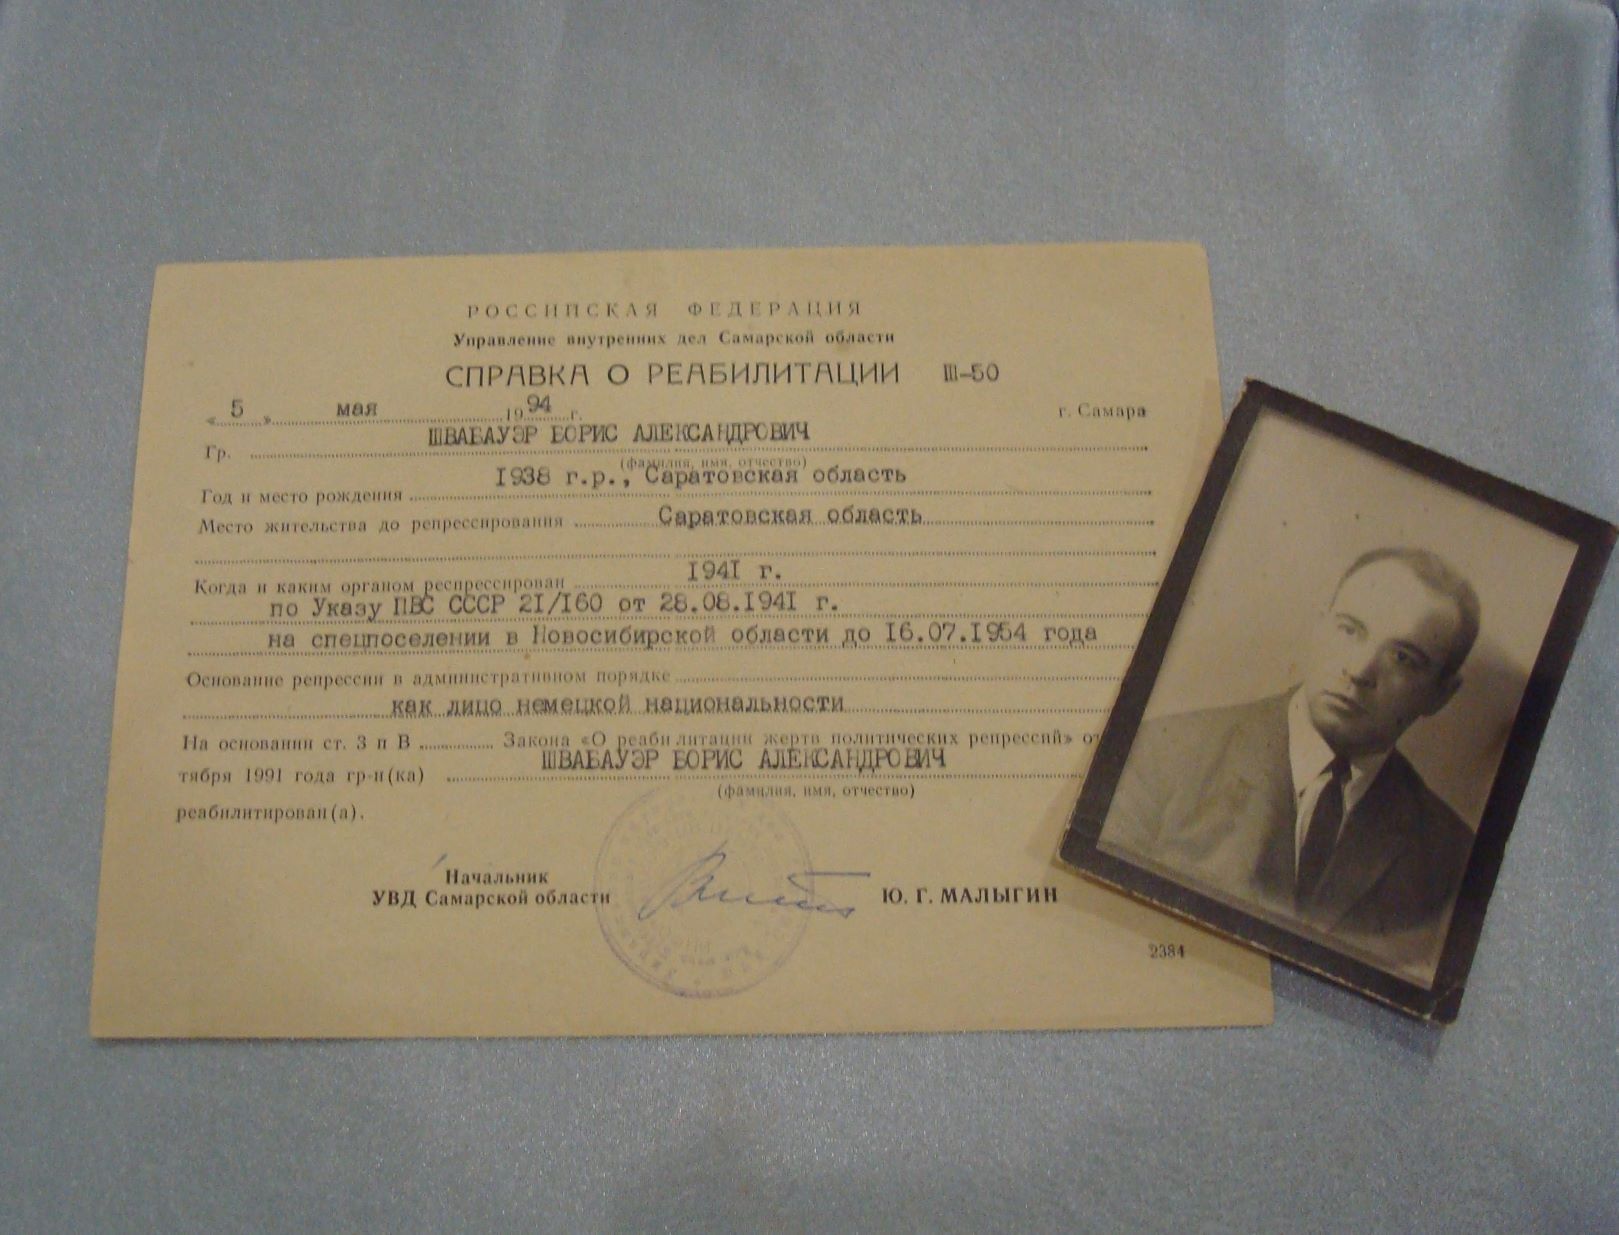 РОССИЙСКАЯ ФЕДЕРАЦИЯ
Управление внутренних дел Самарской области
СПРАВКА О РЕАБИЛИТАЦИИ Ш-50
« 5 » мая 1994 г. г. Самара
Гр. ШВАБАУЭР БОРИС АЛЕКСАНДРОВИЧ
(фамилия, имя, отчество)
Год и место рождения 1938 г.р., Саратовская область
Место жительства до репрессирования Саратовская область
Когда и каким органом респрессирован 1941 г.
по Указу ПВС СССР 21/160 от 28.08.1941 г.
на спецпоселении в Новосибирской области до 16.07.1954 года
Основание репрессии в административном порядке
как лицо немецкой национальности
На основании ст. 3 п В Закона «О реабилитации жертв политических репрессий» от
тября 1991 года гр-н(ка) ШВАБАУЭР БОРИС АЛЕКСАНДРОВИЧ
(фамилия, имя, отчество)
реабилитирован(а).
Начальник
УВД Самарской области Ю. Г. МАЛЫГИН
2384